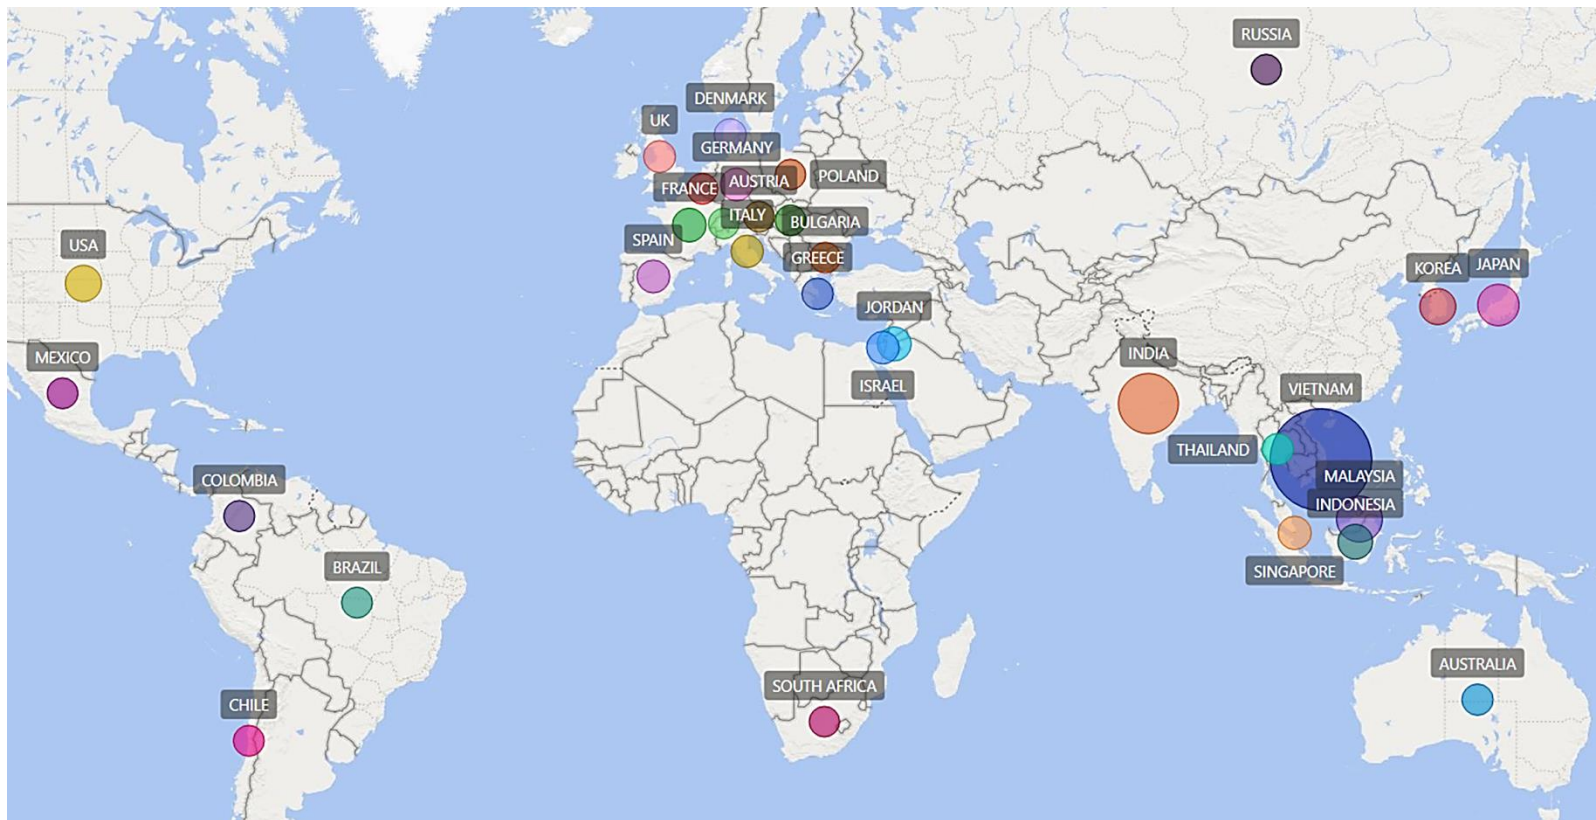 RUSSIA
DENMARK
UK
GERMANY
POLAND
AUSTRIA
FRANCE
ITALY
BULGARIA
SPAIN
USA
GREECE
KOREA
JAPAN
JORDAN
MEXICO
INDIA
ISRAEL
VIETNAM
THAILAND
MALAYSIA
COLOMBIA
INDONESIA
BRAZIL
SINGAPORE
AUSTRALIA
SOUTH AFRICA
CHILE